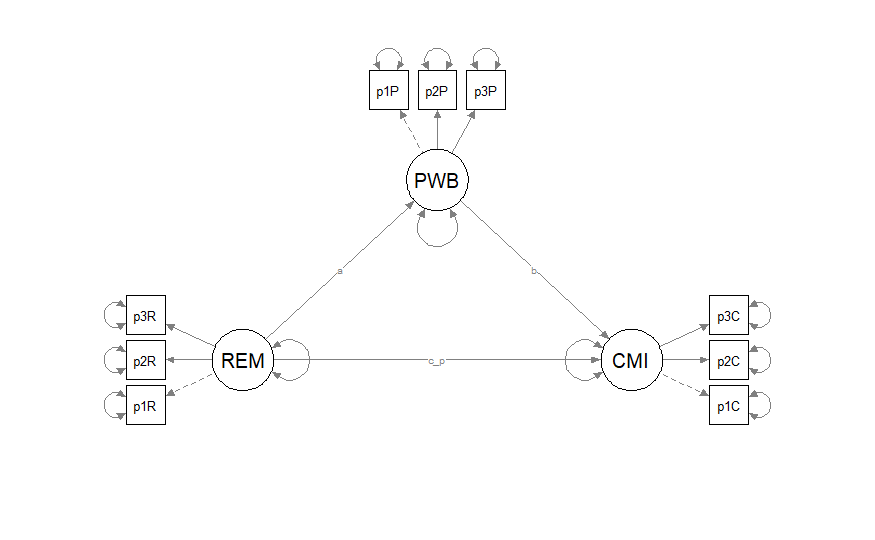 p1P p2P p3P
PWB
a
b
p3R
p3C
p2R
REM
c_p
CMI
p2C
p1R
p1C